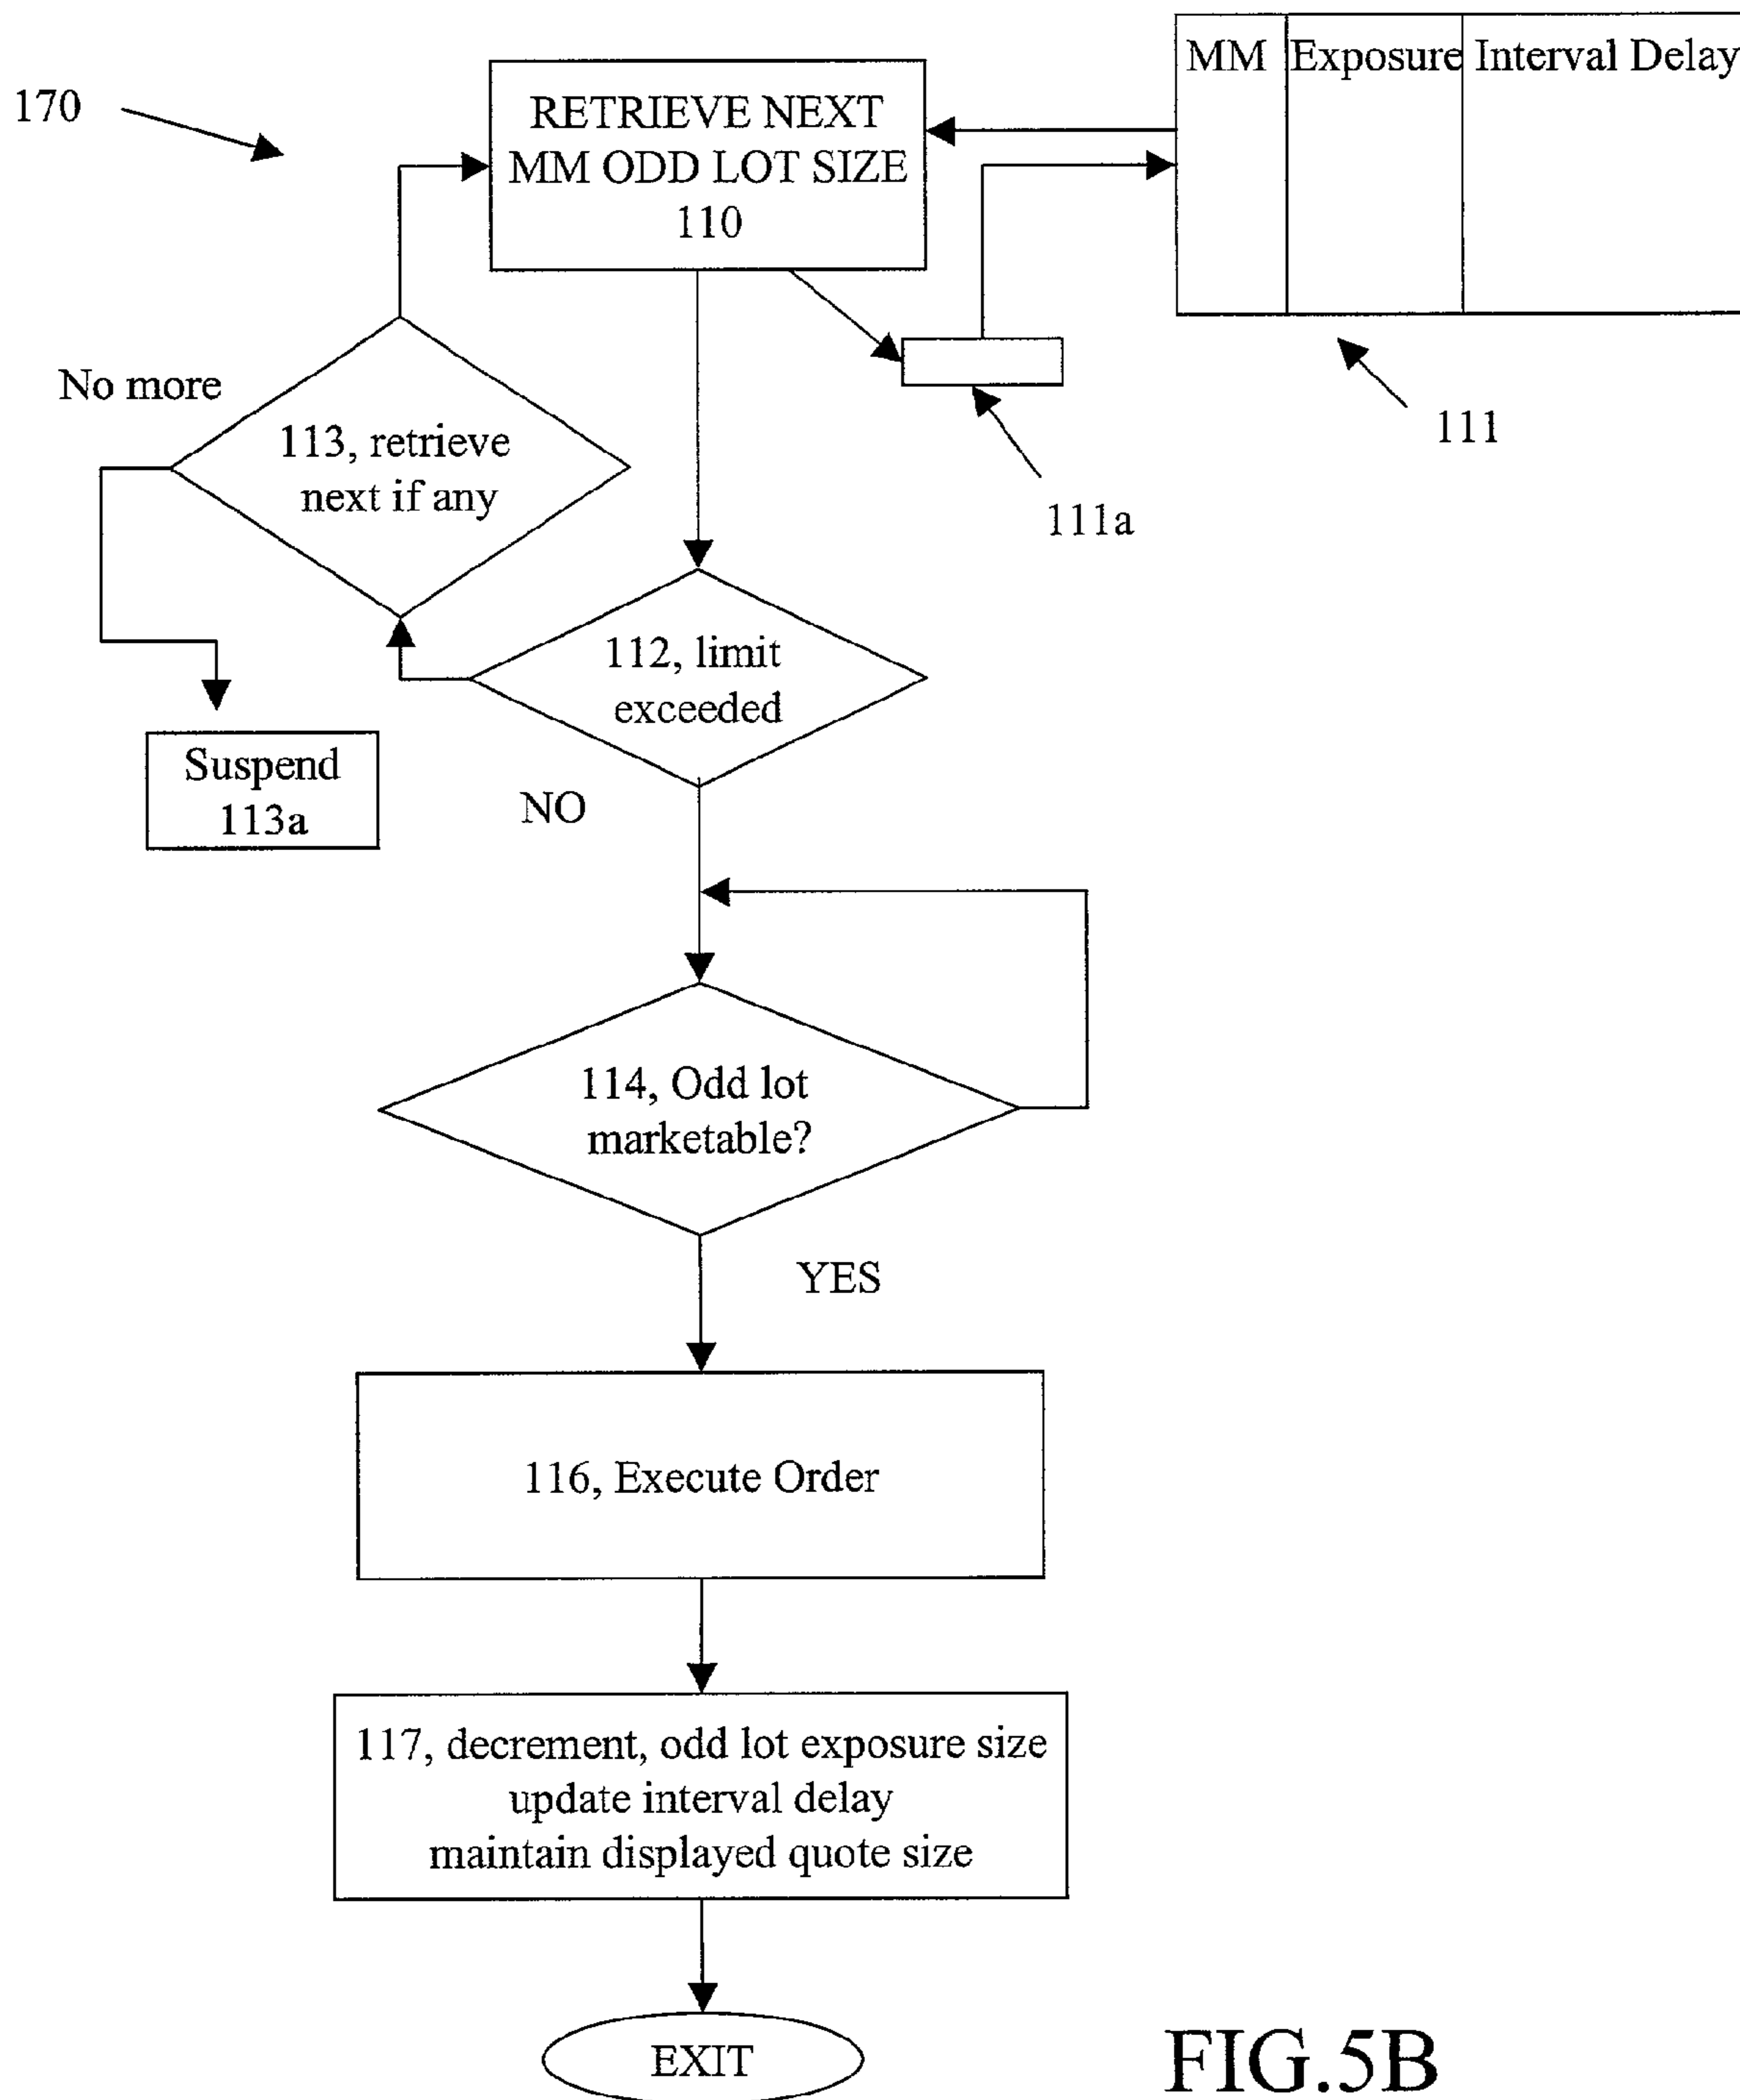 MM Exposure Interval Delay
170
RETRIEVE NEXT
MM ODD LOT SIZE
110
No more
113, retrieve
next if any
111
111a
112, limit
exceeded
Suspend
113a
NO
114, Odd lot
marketable?
YES
116, Execute Order
117, decrement, odd lot exposure size
update interval delay
maintain displayed quote size
EXIT
FIG.5B